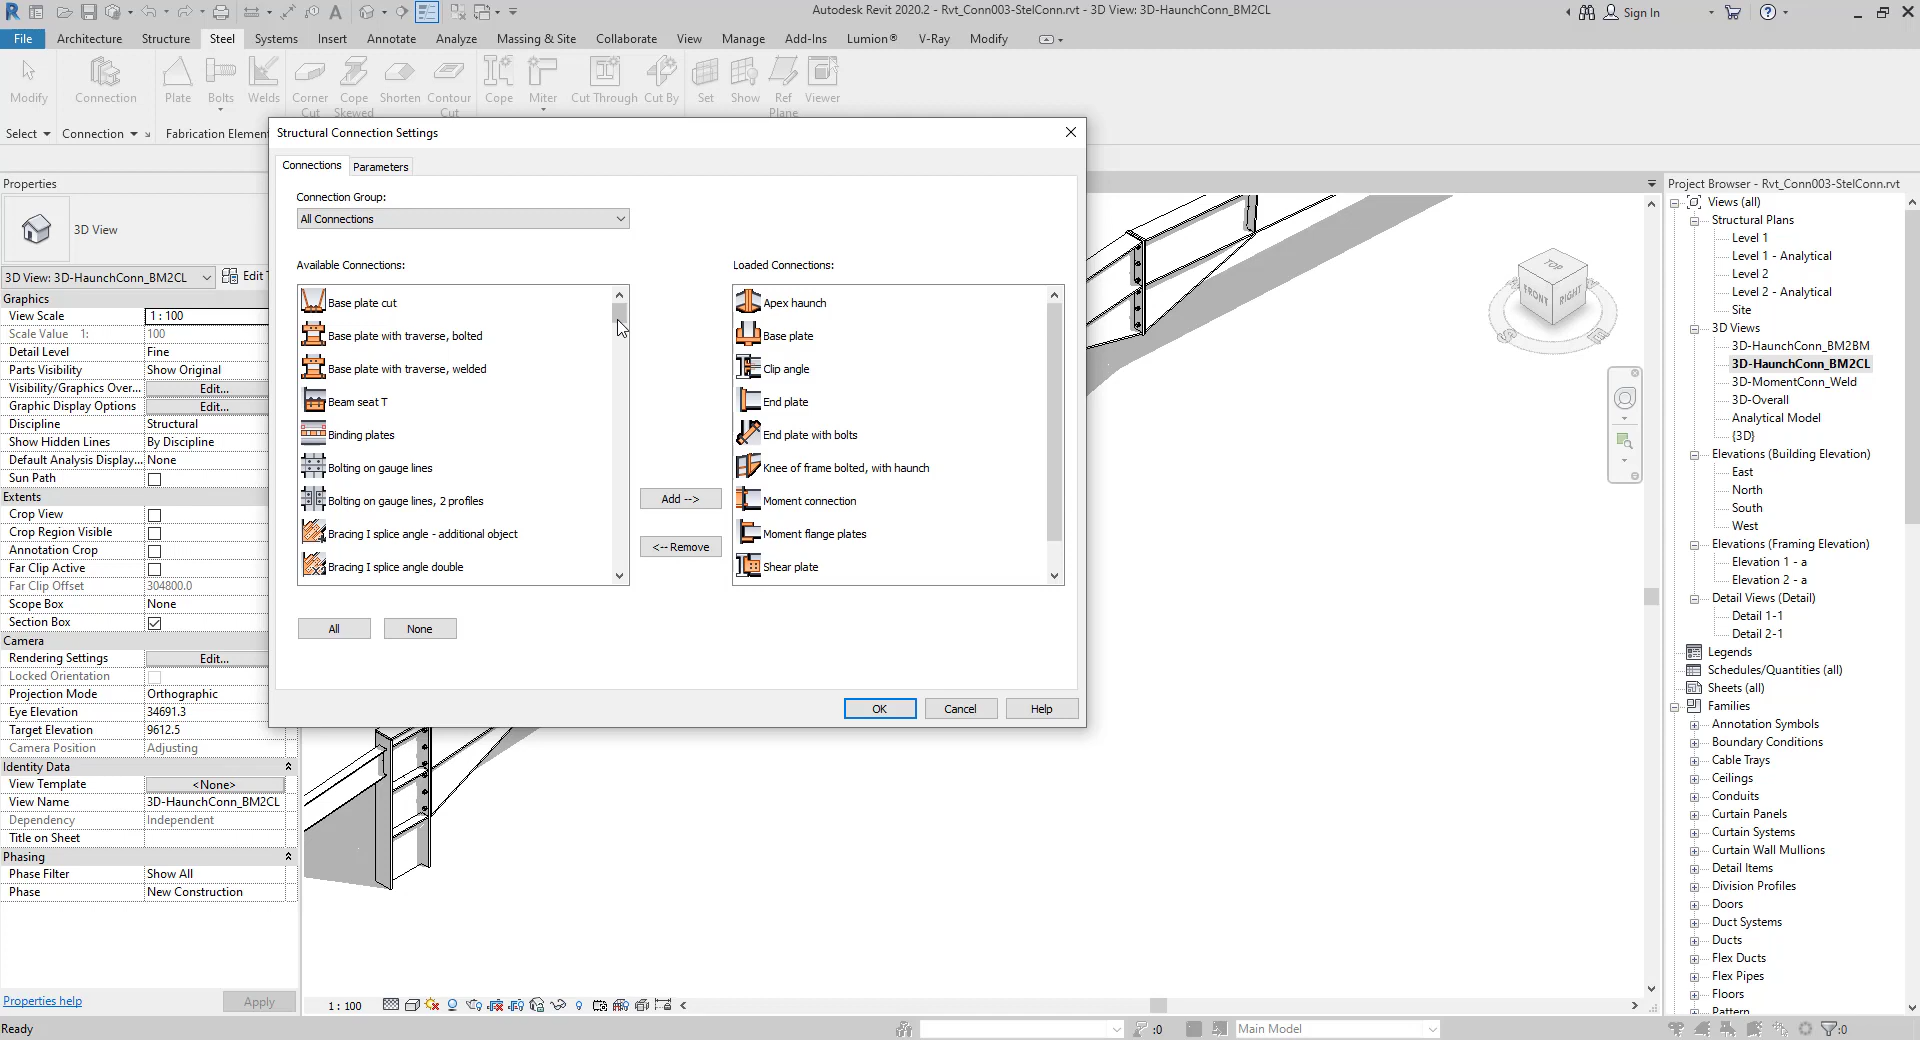 Autodesk Revit 2020.2 - Rvt_Conn003-StelConn.rvt - 3D View: 3D-HaunchConn_BM2CL
Sign In
File Architecture Structure Steel Systems Insert Annotate Analyze Massing & Site Collaborate View Manage Add-Ins Lumion® V-Ray Modify
Modify Connection Plate Bolts Welds Corner Cut Cope Skewed Shorten Contour Cut Cope Miter Cut Through Cut By Set Show Ref Plane Viewer
Select Connection Fabrication Elemen
Structural Connection Settings
Connections Parameters
Connection Group:
All Connections
Available Connections:
Base plate cut
Base plate with traverse, bolted
Base plate with traverse, welded
Beam seat T
Binding plates
Bolting on gauge lines
Bolting on gauge lines, 2 profiles
Bracing I splice angle - additional object
Bracing I splice angle double
Add -->
<-- Remove
Loaded Connections:
Apex haunch
Base plate
Clip angle
End plate
End plate with bolts
Knee of frame bolted, with haunch
Moment connection
Moment flange plates
Shear plate
All None
OK Cancel Help
Properties
3D View
3D View: 3D-HaunchConn_BM2CL Edit T
Graphics
View Scale 1 : 100
Scale Value 1: 100
Detail Level Fine
Parts Visibility Show Original
Visibility/Graphics Over... Edit...
Graphic Display Options Edit...
Discipline Structural
Show Hidden Lines By Discipline
Default Analysis Display... None
Sun Path
Extents
Crop View
Crop Region Visible
Annotation Crop
Far Clip Active
Far Clip Offset 304800.0
Scope Box None
Section Box
Camera
Rendering Settings Edit...
Locked Orientation
Projection Mode Orthographic
Eye Elevation 34691.3
Target Elevation 9612.5
Camera Position Adjusting
Identity Data
View Template <None>
View Name 3D-HaunchConn_BM2CL
Dependency Independent
Title on Sheet
Phasing
Phase Filter Show All
Phase New Construction
Properties help Apply
TOP
FRONT RIGHT
Project Browser - Rvt_Conn003-StelConn.rvt
Views (all)
Structural Plans
Level 1
Level 1 - Analytical
Level 2
Level 2 - Analytical
Site
3D Views
3D-HaunchConn_BM2BM
3D-HaunchConn_BM2CL
3D-MomentConn_Weld
3D-Overall
Analytical Model
{3D}
Elevations (Building Elevation)
East
North
South
West
Elevations (Framing Elevation)
Elevation 1 - a
Elevation 2 - a
Detail Views (Detail)
Detail 1-1
Detail 2-1
Legends
Schedules/Quantities (all)
Sheets (all)
Families
Annotation Symbols
Boundary Conditions
Cable Trays
Ceilings
Conduits
Curtain Panels
Curtain Systems
Curtain Wall Mullions
Detail Items
Division Profiles
Doors
Duct Systems
Ducts
Flex Ducts
Flex Pipes
Floors
Pattern
1 : 100
Ready :0 Main Model :0